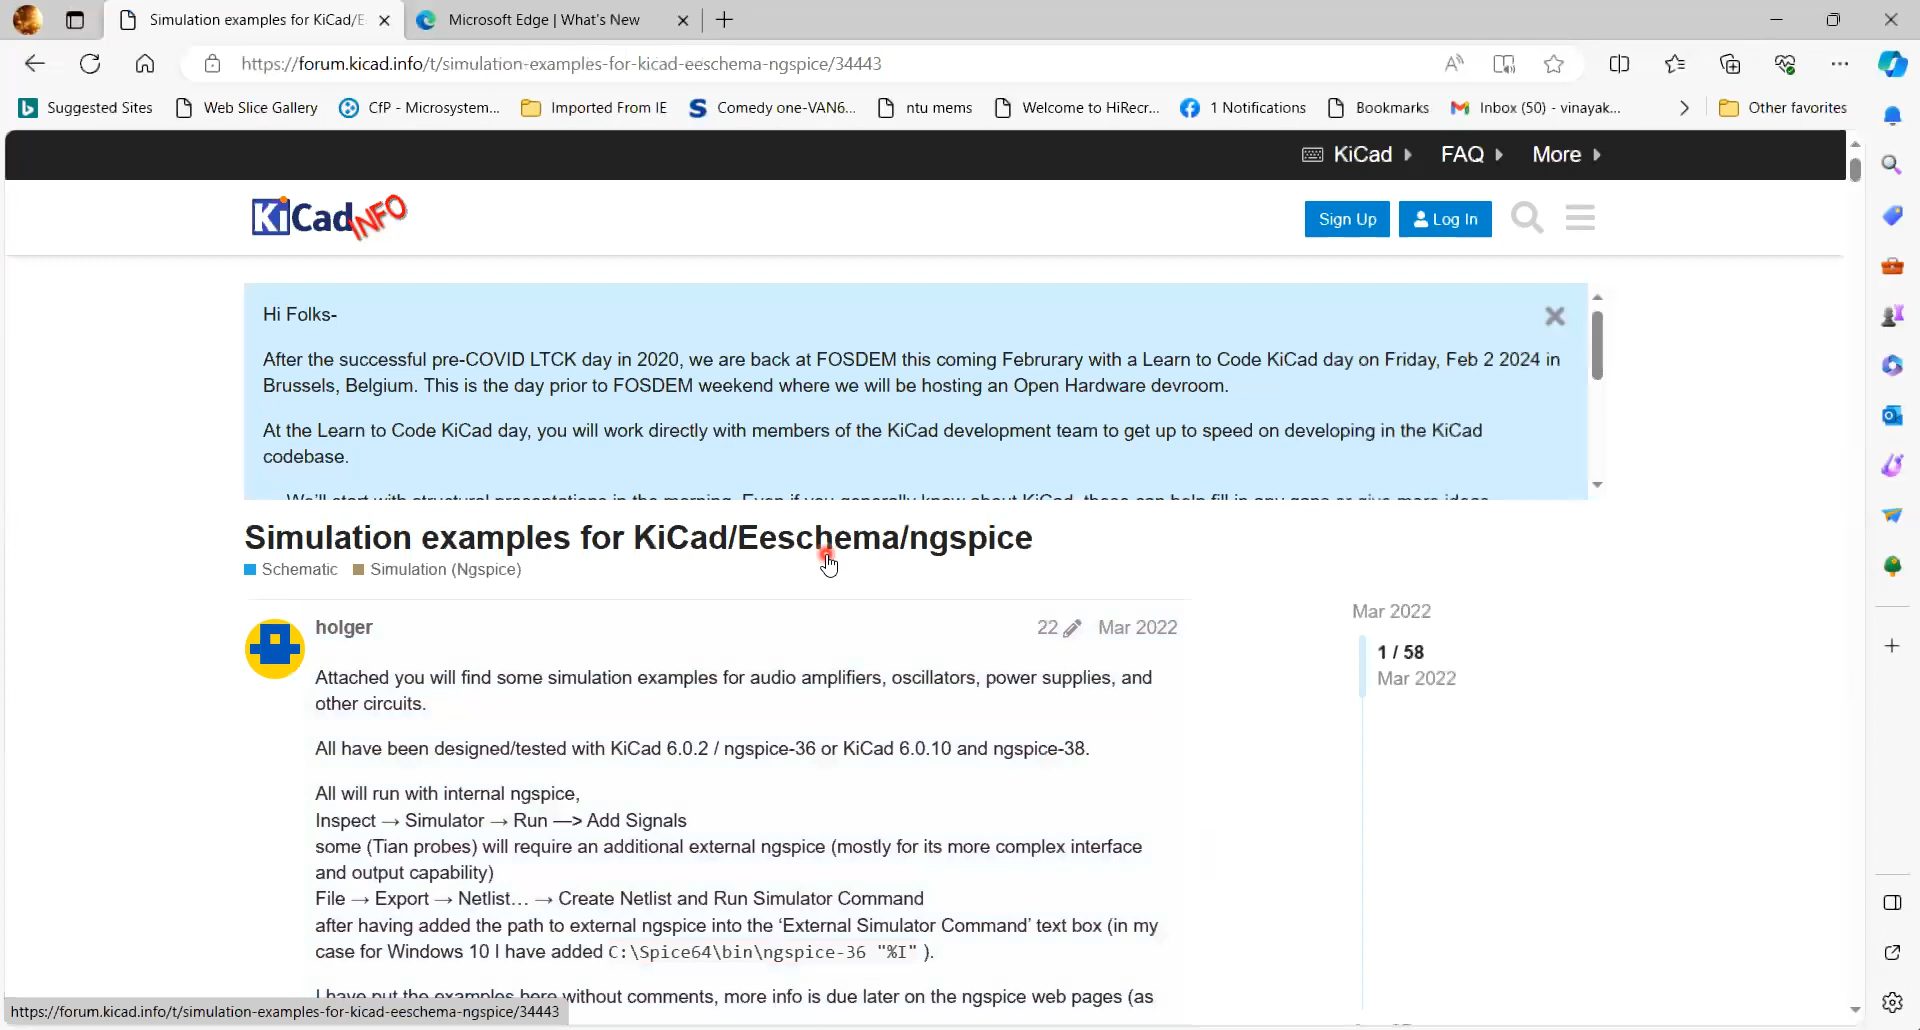 Simulation examples for KiCad/E
Microsoft Edge | What's New
https://forum.kicad.info/t/simulation-examples-for-kicad-eeschema-ngspice/34443
Suggested Sites
Web Slice Gallery
CfP - Microsystem...
Imported From IE
Comedy one-VAN6...
ntu mems
Welcome to HiRecr...
1 Notifications
Bookmarks
Inbox (50) - vinayak...
Other favorites
KiCad
FAQ
More
KiCad INFO
Sign Up
Log In
Hi Folks-
After the successful pre-COVID LTCK day in 2020, we are back at FOSDEM this coming Februrary with a Learn to Code KiCad day on Friday, Feb 2 2024 in
Brussels, Belgium. This is the day prior to FOSDEM weekend where we will be hosting an Open Hardware devroom.
At the Learn to Code KiCad day, you will work directly with members of the KiCad development team to get up to speed on developing in the KiCad
codebase.
We'll start with structural presentations in the morning. Even if you generally know about KiCad, these can help fill in any gaps or give more ideas
Simulation examples for KiCad/Eeschema/ngspice
Schematic
Simulation (Ngspice)
holger
22
Mar 2022
Attached you will find some simulation examples for audio amplifiers, oscillators, power supplies, and
other circuits.
All have been designed/tested with KiCad 6.0.2 / ngspice-36 or KiCad 6.0.10 and ngspice-38.
All will run with internal ngspice,
Inspect → Simulator → Run —> Add Signals
some (Tian probes) will require an additional external ngspice (mostly for its more complex interface
and output capability)
File → Export → Netlist… → Create Netlist and Run Simulator Command
after having added the path to external ngspice into the ‘External Simulator Command’ text box (in my
case for Windows 10 I have added C:\Spice64\bin\ngspice-36 "%I" ).
I have put the examples here without comments, more info is due later on the ngspice web pages (as
Mar 2022
1 / 58
Mar 2022
https://forum.kicad.info/t/simulation-examples-for-kicad-eeschema-ngspice/34443